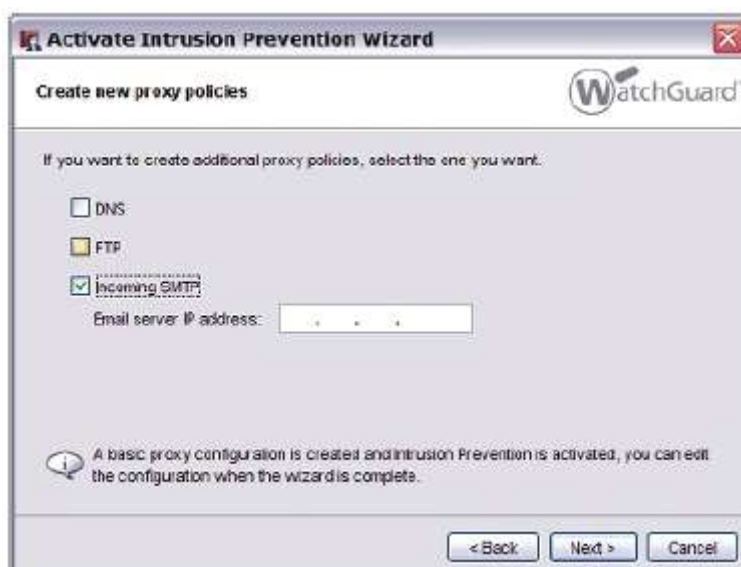 Activate Intrusion Prevention Wizard
Create new proxy policies
WatchGuard
If you want to create additional proxy policies, select the one you want.
DNS
FTP
Incoming SMTP
Email server IP address:
. . .
A basic proxy configuration is created and Intrusion Prevention is activated, you can edit
the configuration when the wizard is complete.
< Back
Next >
Cancel